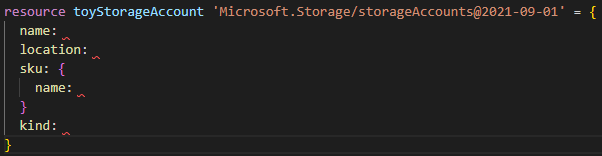 resource toyStorageAccount 'Microsoft.Storage/storageAccounts@2021-09-01' = {
  name:
  location:
  sku: {
    name:
  }
  kind:
}